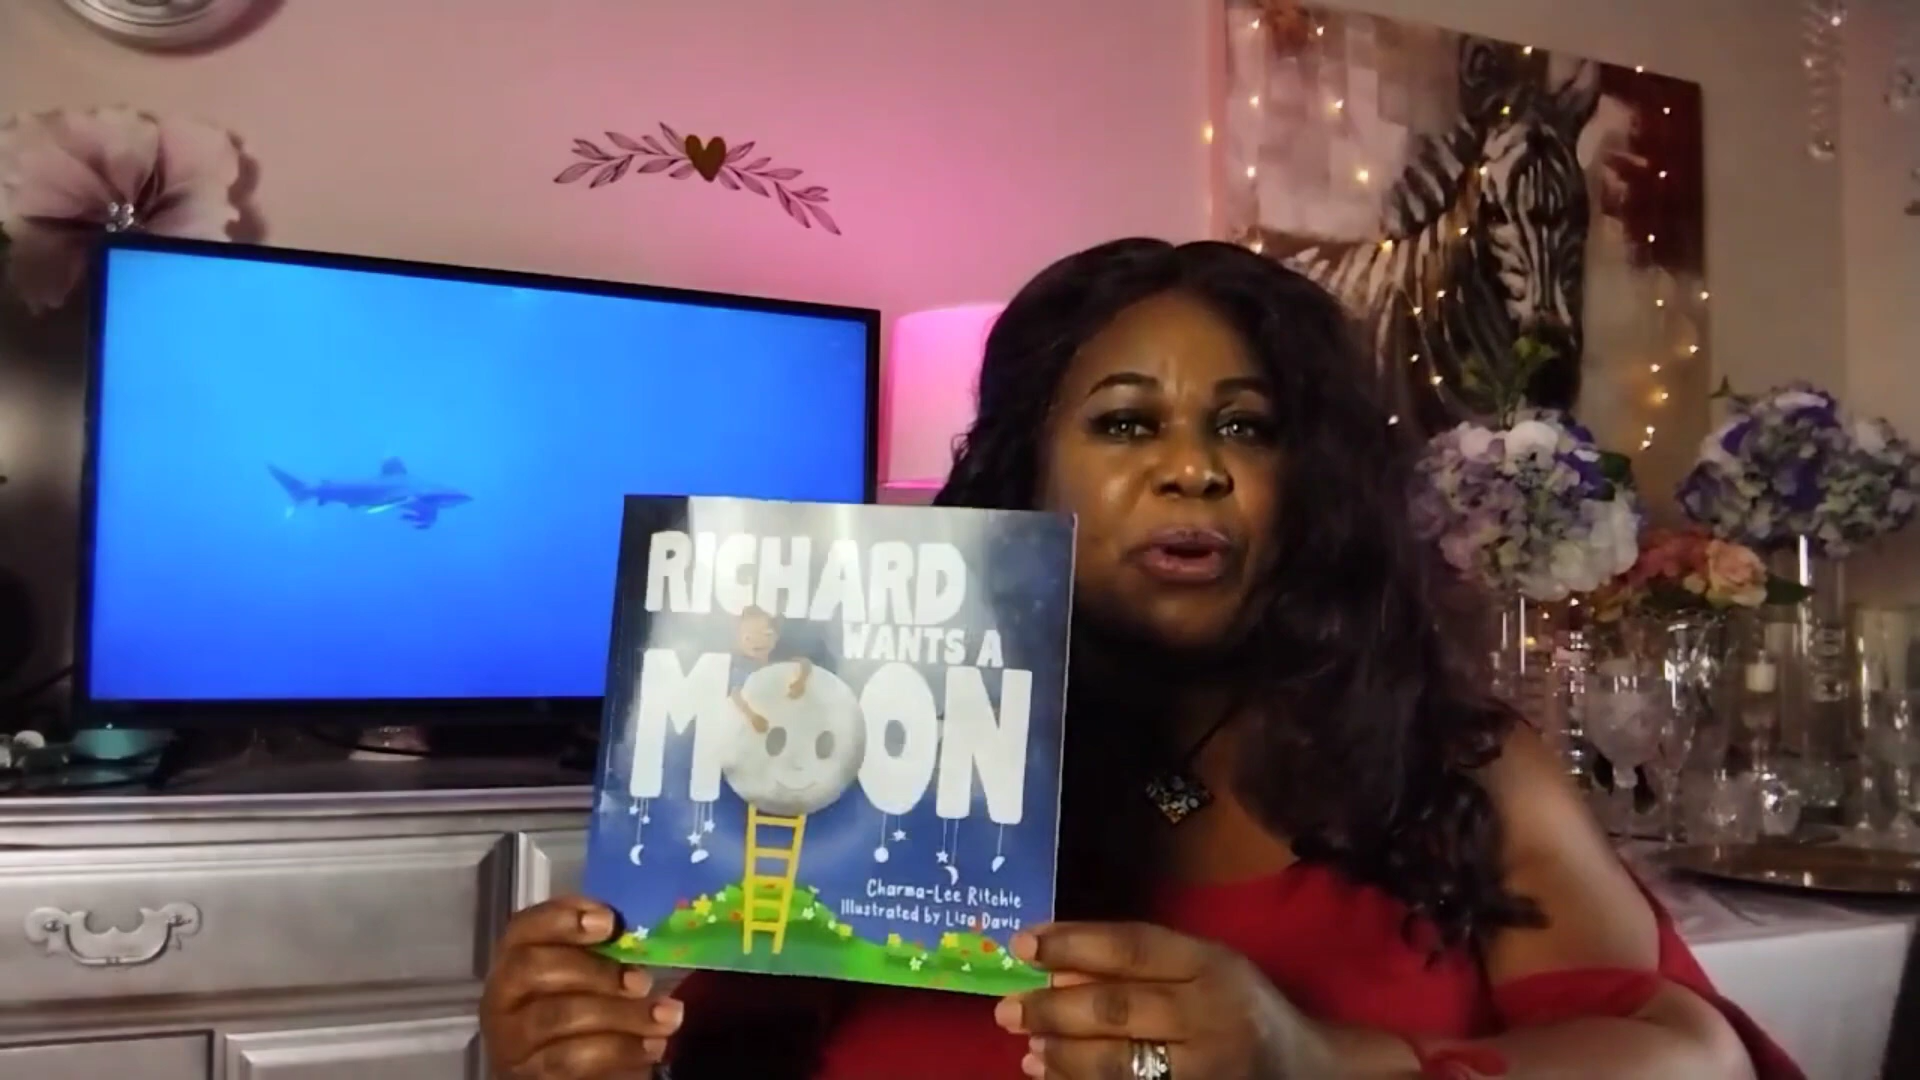 RICHARD
WANTS A
MOON
Charma-Lee Ritchie
Illustrated by Lisa Davis